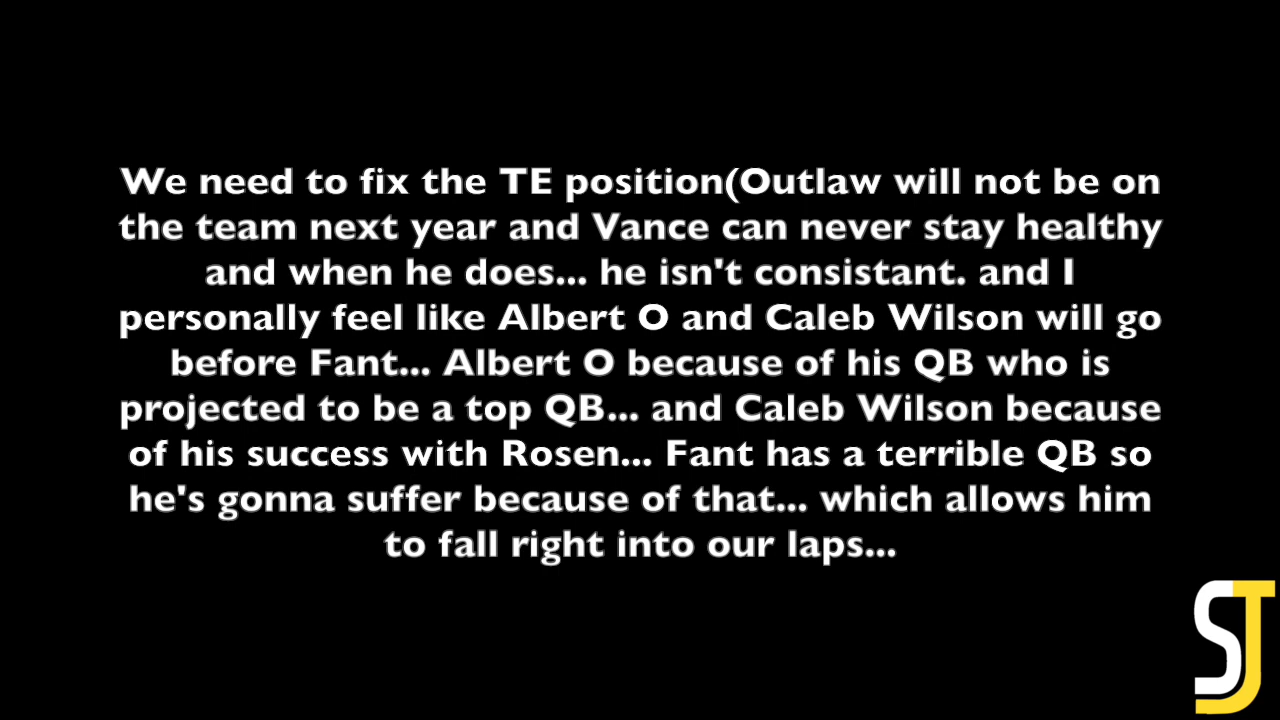 We need to fix the TE position(Outlaw will not be on
the team next year and Vance can never stay healthy
and when he does... he isn't consistant. and I
personally feel like Albert O and Caleb Wilson will go
before Fant... Albert O because of his QB who is
projected to be a top QB... and Caleb Wilson because
of his success with Rosen... Fant has a terrible QB so
he's gonna suffer because of that... which allows him
to fall right into our laps...
SJ